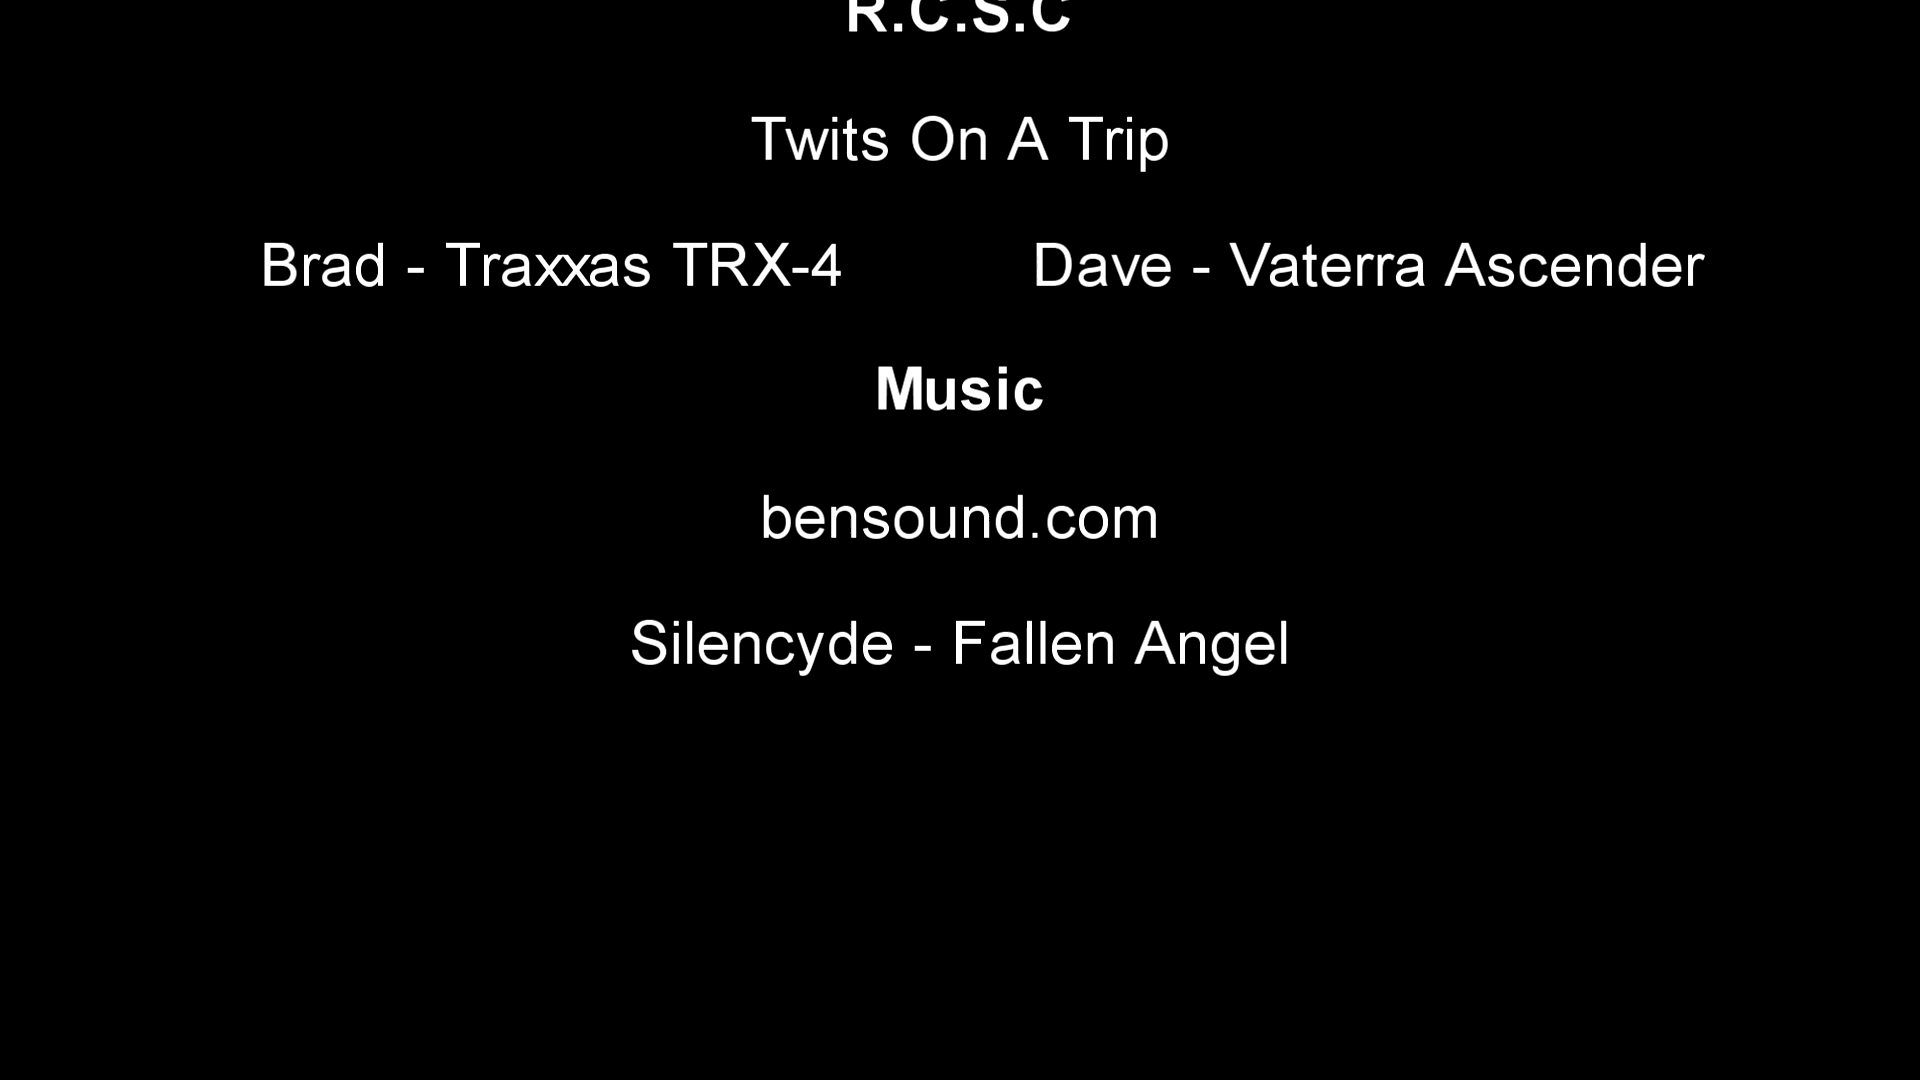 R.C.S.C
Twits On A Trip
Brad - Traxxas TRX-4 Dave - Vaterra Ascender
Music
bensound.com
Silencyde - Fallen Angel